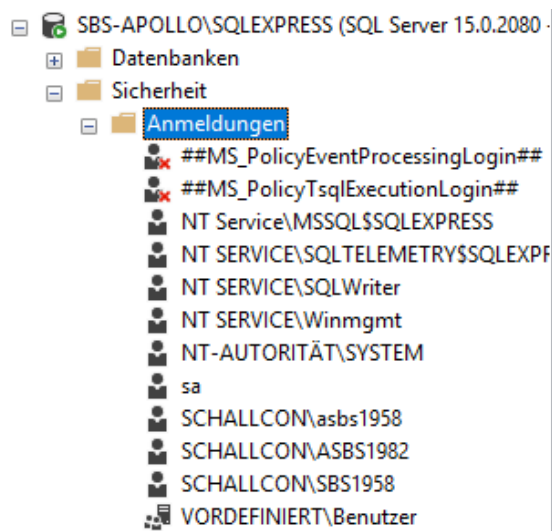 SBS-APOLLO\SQLEXPRESS (SQL Server 15.0.2080 -
Datenbanken
Sicherheit
Anmeldungen
##MS_PolicyEventProcessingLogin##
##MS_PolicyTsqlExecutionLogin##
NT Service\MSSQL$SQLEXPRESS
NT SERVICE\SQLTELEMETRY$SQLEXPR
NT SERVICE\SQLWriter
NT SERVICE\Winmgmt
NT-AUTORITÄT\SYSTEM
sa
SCHALLCON\asbs1958
SCHALLCON\ASBS1982
SCHALLCON\SBS1958
VORDEFINIERT\Benutzer